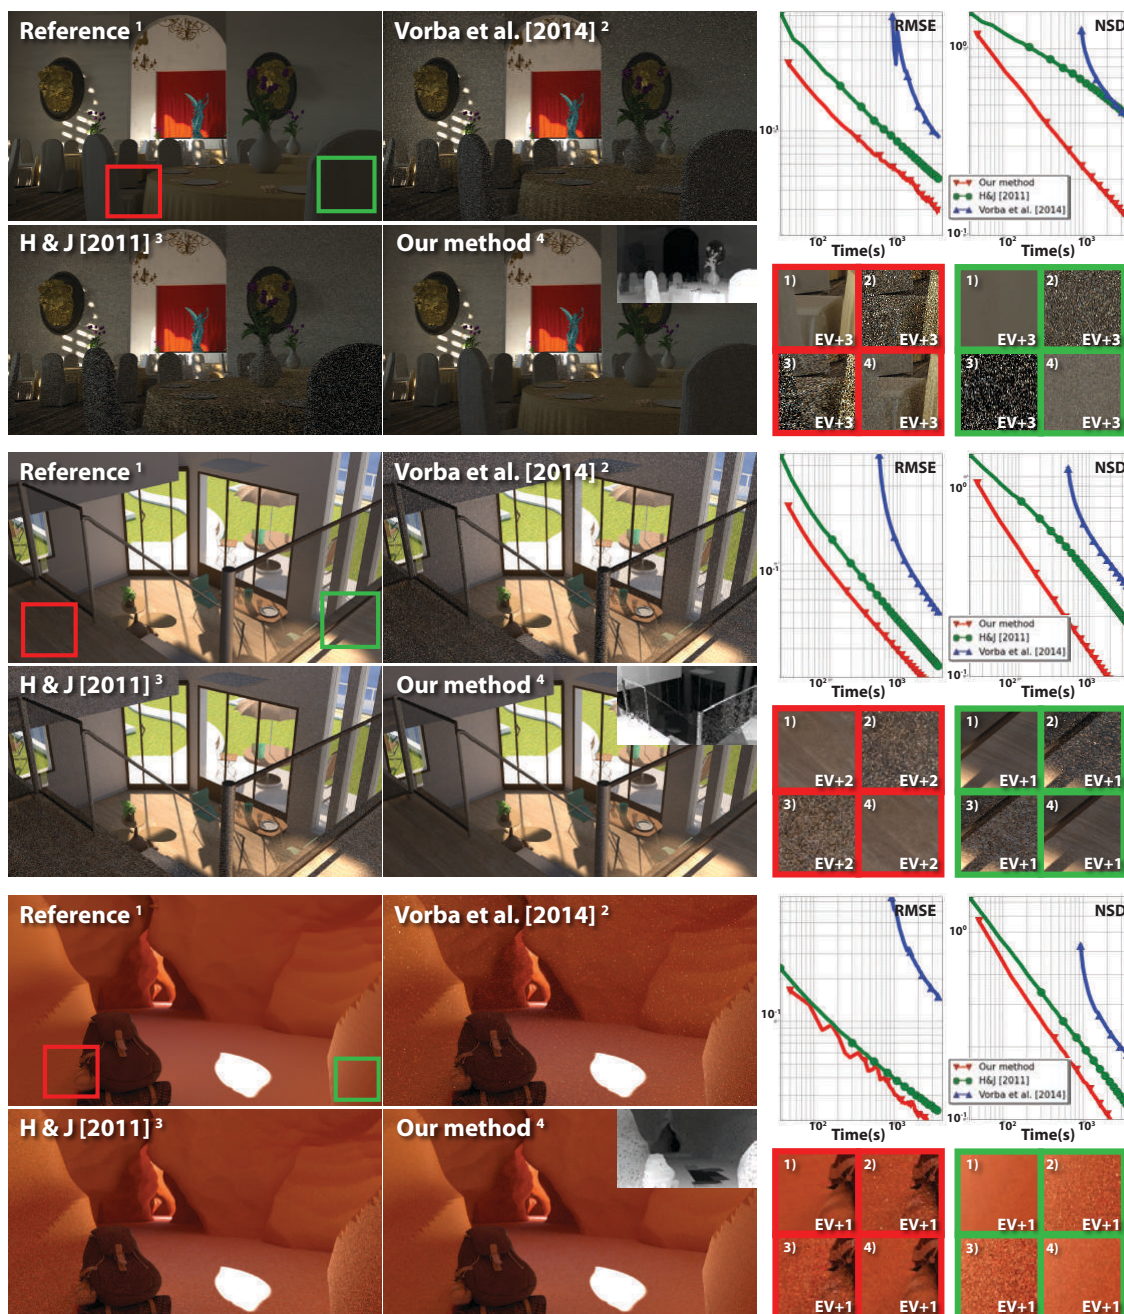 Reference 1
Vorba et al. [2014] 2
H & J [2011] 3
Our method 4
RMSE
NSD
10-1
100
10-1
Our method
H&J [2011]
Vorba et al. [2014]
102
103
102
103
Time(s)
Time(s)
1)
2)
EV+3
EV+3
3)
4)
EV+3
EV+3
1)
2)
EV+3
EV+3
3)
4)
EV+3
EV+3
Reference 1
Vorba et al. [2014] 2
H & J [2011] 3
Our method 4
RMSE
NSD
10-1
100
10-1
Our method
H&J [2011]
Vorba et al. [2014]
102
103
102
103
Time(s)
Time(s)
1)
2)
EV+2
EV+2
3)
4)
EV+2
EV+2
1)
2)
EV+1
EV+1
3)
4)
EV+1
EV+1
Reference 1
Vorba et al. [2014] 2
H & J [2011] 3
Our method 4
RMSE
NSD
10-1
100
10-1
Our method
H&J [2011]
Vorba et al. [2014]
102
103
102
103
Time(s)
Time(s)
1)
2)
EV+1
EV+1
3)
4)
EV+1
EV+1
1)
2)
EV+1
EV+1
3)
4)
EV+1
EV+1